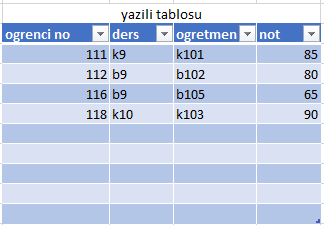 yazili tablosu
ogrenci no ders ogretmen not
111 k9 k101 85
112 b9 b102 80
116 b9 b105 65
118 k10 k103 90